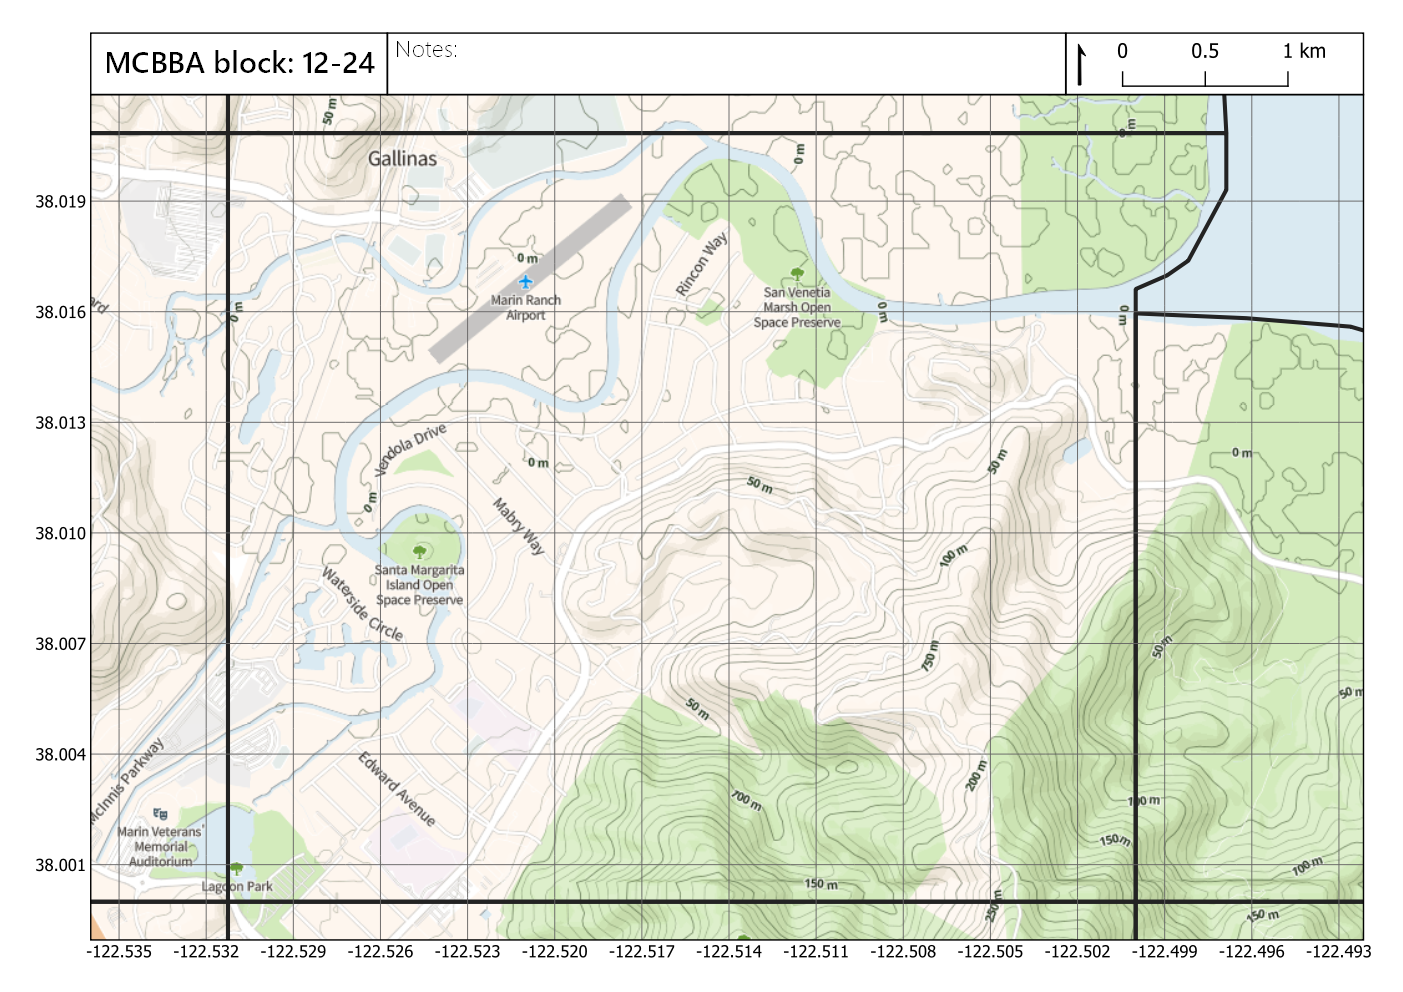 MCBBA block: 12-24
Notes:
0 0.5 1 km
50 m
0 m
Gallinas
0 m
38.019
Rincon Way
0 m
Marin Ranch
Airport
San Venetia
Marsh Open
Space Preserve
ard
0 m
38.016
0 m
0 m
38.013
Vendola Drive
0 m
50 m
50 m
0 m
0 m
Mabry Way
38.010
100 m
Santa Margarita
Island Open
Space Preserve
Waterside Circle
38.007
750 m
50 m
50 m
50 m
38.004
McInnis Parkway
Edward Avenue
200 m
700 m
100 m
Marin Veterans'
Memorial
Auditorium
150 m
38.001
700 m
Lagoon Park
150 m
250 m
150 m
-122.535 -122.532 -122.529 -122.526 -122.523 -122.520 -122.517 -122.514 -122.511 -122.508 -122.505 -122.502 -122.499 -122.496 -122.493